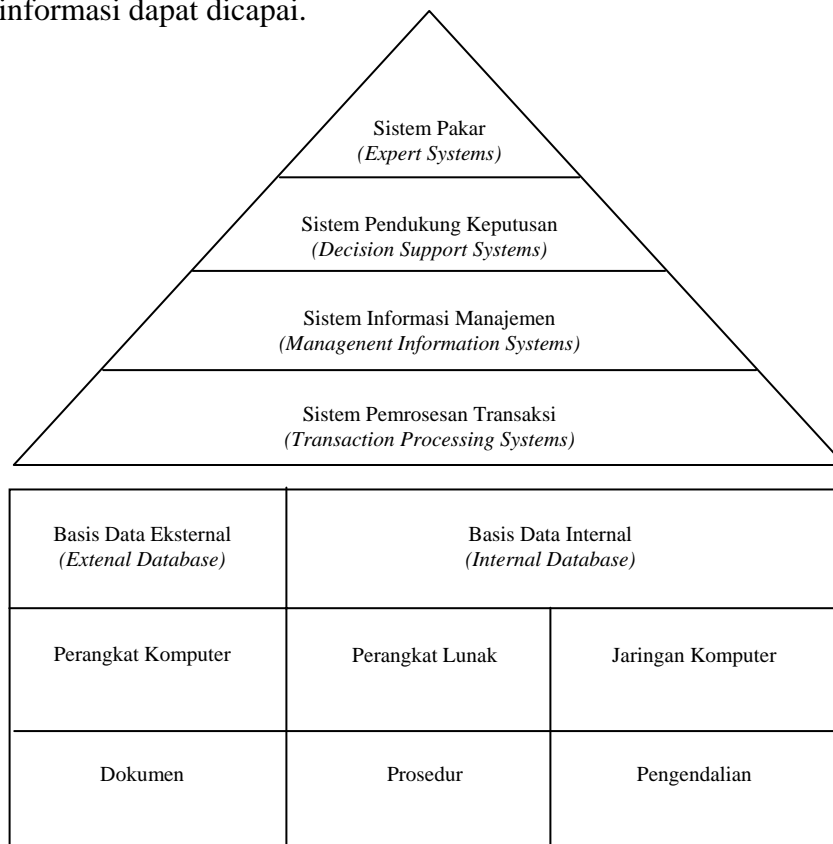 informasi dapat dicapai.
Sistem Pakar
(Expert Systems)
Sistem Pendukung Keputusan
(Decision Support Systems)
Sistem Informasi Manajemen
(Managenent Information Systems)
Sistem Pemrosesan Transaksi
(Transaction Processing Systems)
Basis Data Eksternal
(Extenal Database)
Basis Data Internal
(Internal Database)
Perangkat Komputer
Perangkat Lunak
Jaringan Komputer
Dokumen
Prosedur
Pengendalian